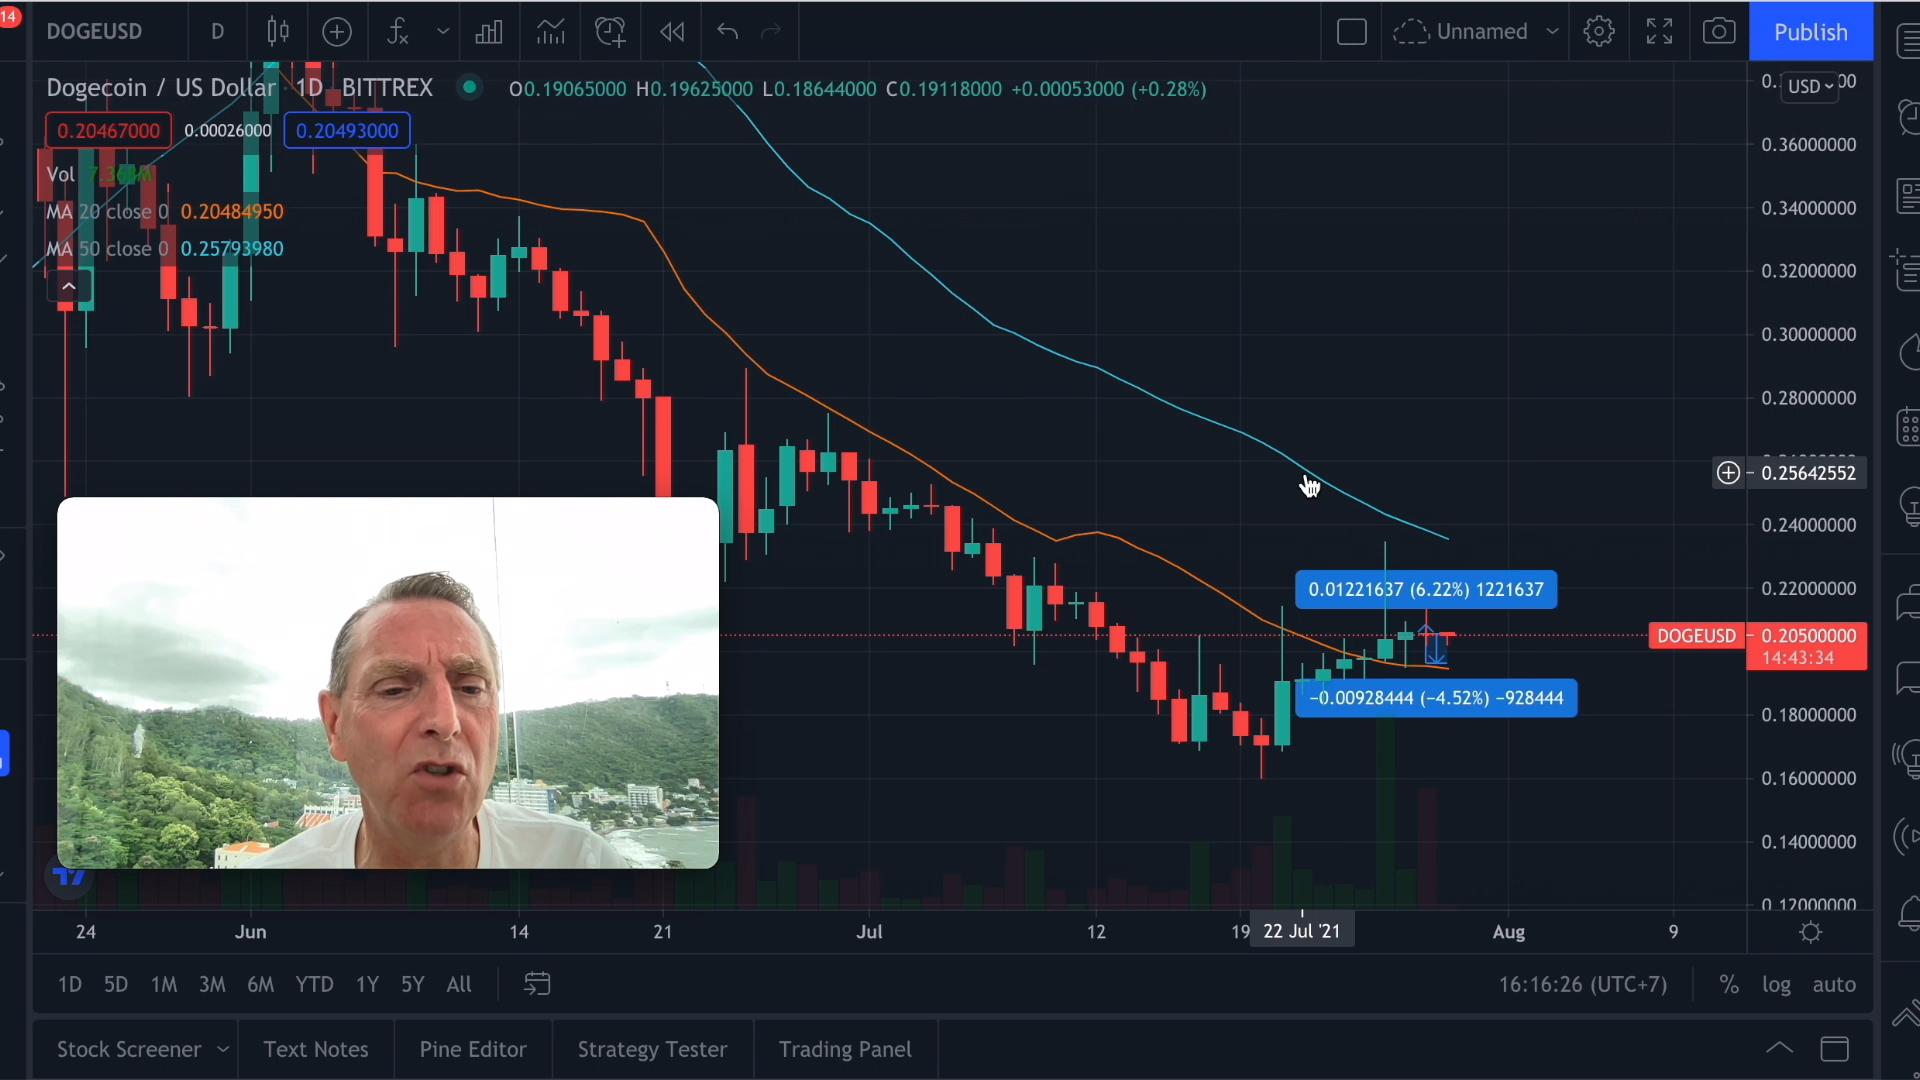 14
DOGEUSD D Unnamed Publish
Dogecoin / US Dollar 1D BITTREX O0.19065000 H0.19625000 L0.18644000 C0.19118000 +0.00053000 (+0.28%)
USD
0.20467000 0.00026000 0.20493000
Vol 7.368M
MA 20 close 0 0.20484950
MA 50 close 0 0.25793980
0.36000000
0.34000000
0.32000000
0.30000000
0.28000000
0.25642552
0.24000000
0.22000000
0.01221637 (6.22%) 1221637
DOGEUSD 0.20500000
14:43:34
−0.00928444 (−4.52%) −928444
0.18000000
0.16000000
0.14000000
0.12000000
24 Jun 14 21 Jul 12 19 22 Jul '21 Aug 9
1D 5D 1M 3M 6M YTD 1Y 5Y All 16:16:26 (UTC+7) % log auto
Stock Screener Text Notes Pine Editor Strategy Tester Trading Panel